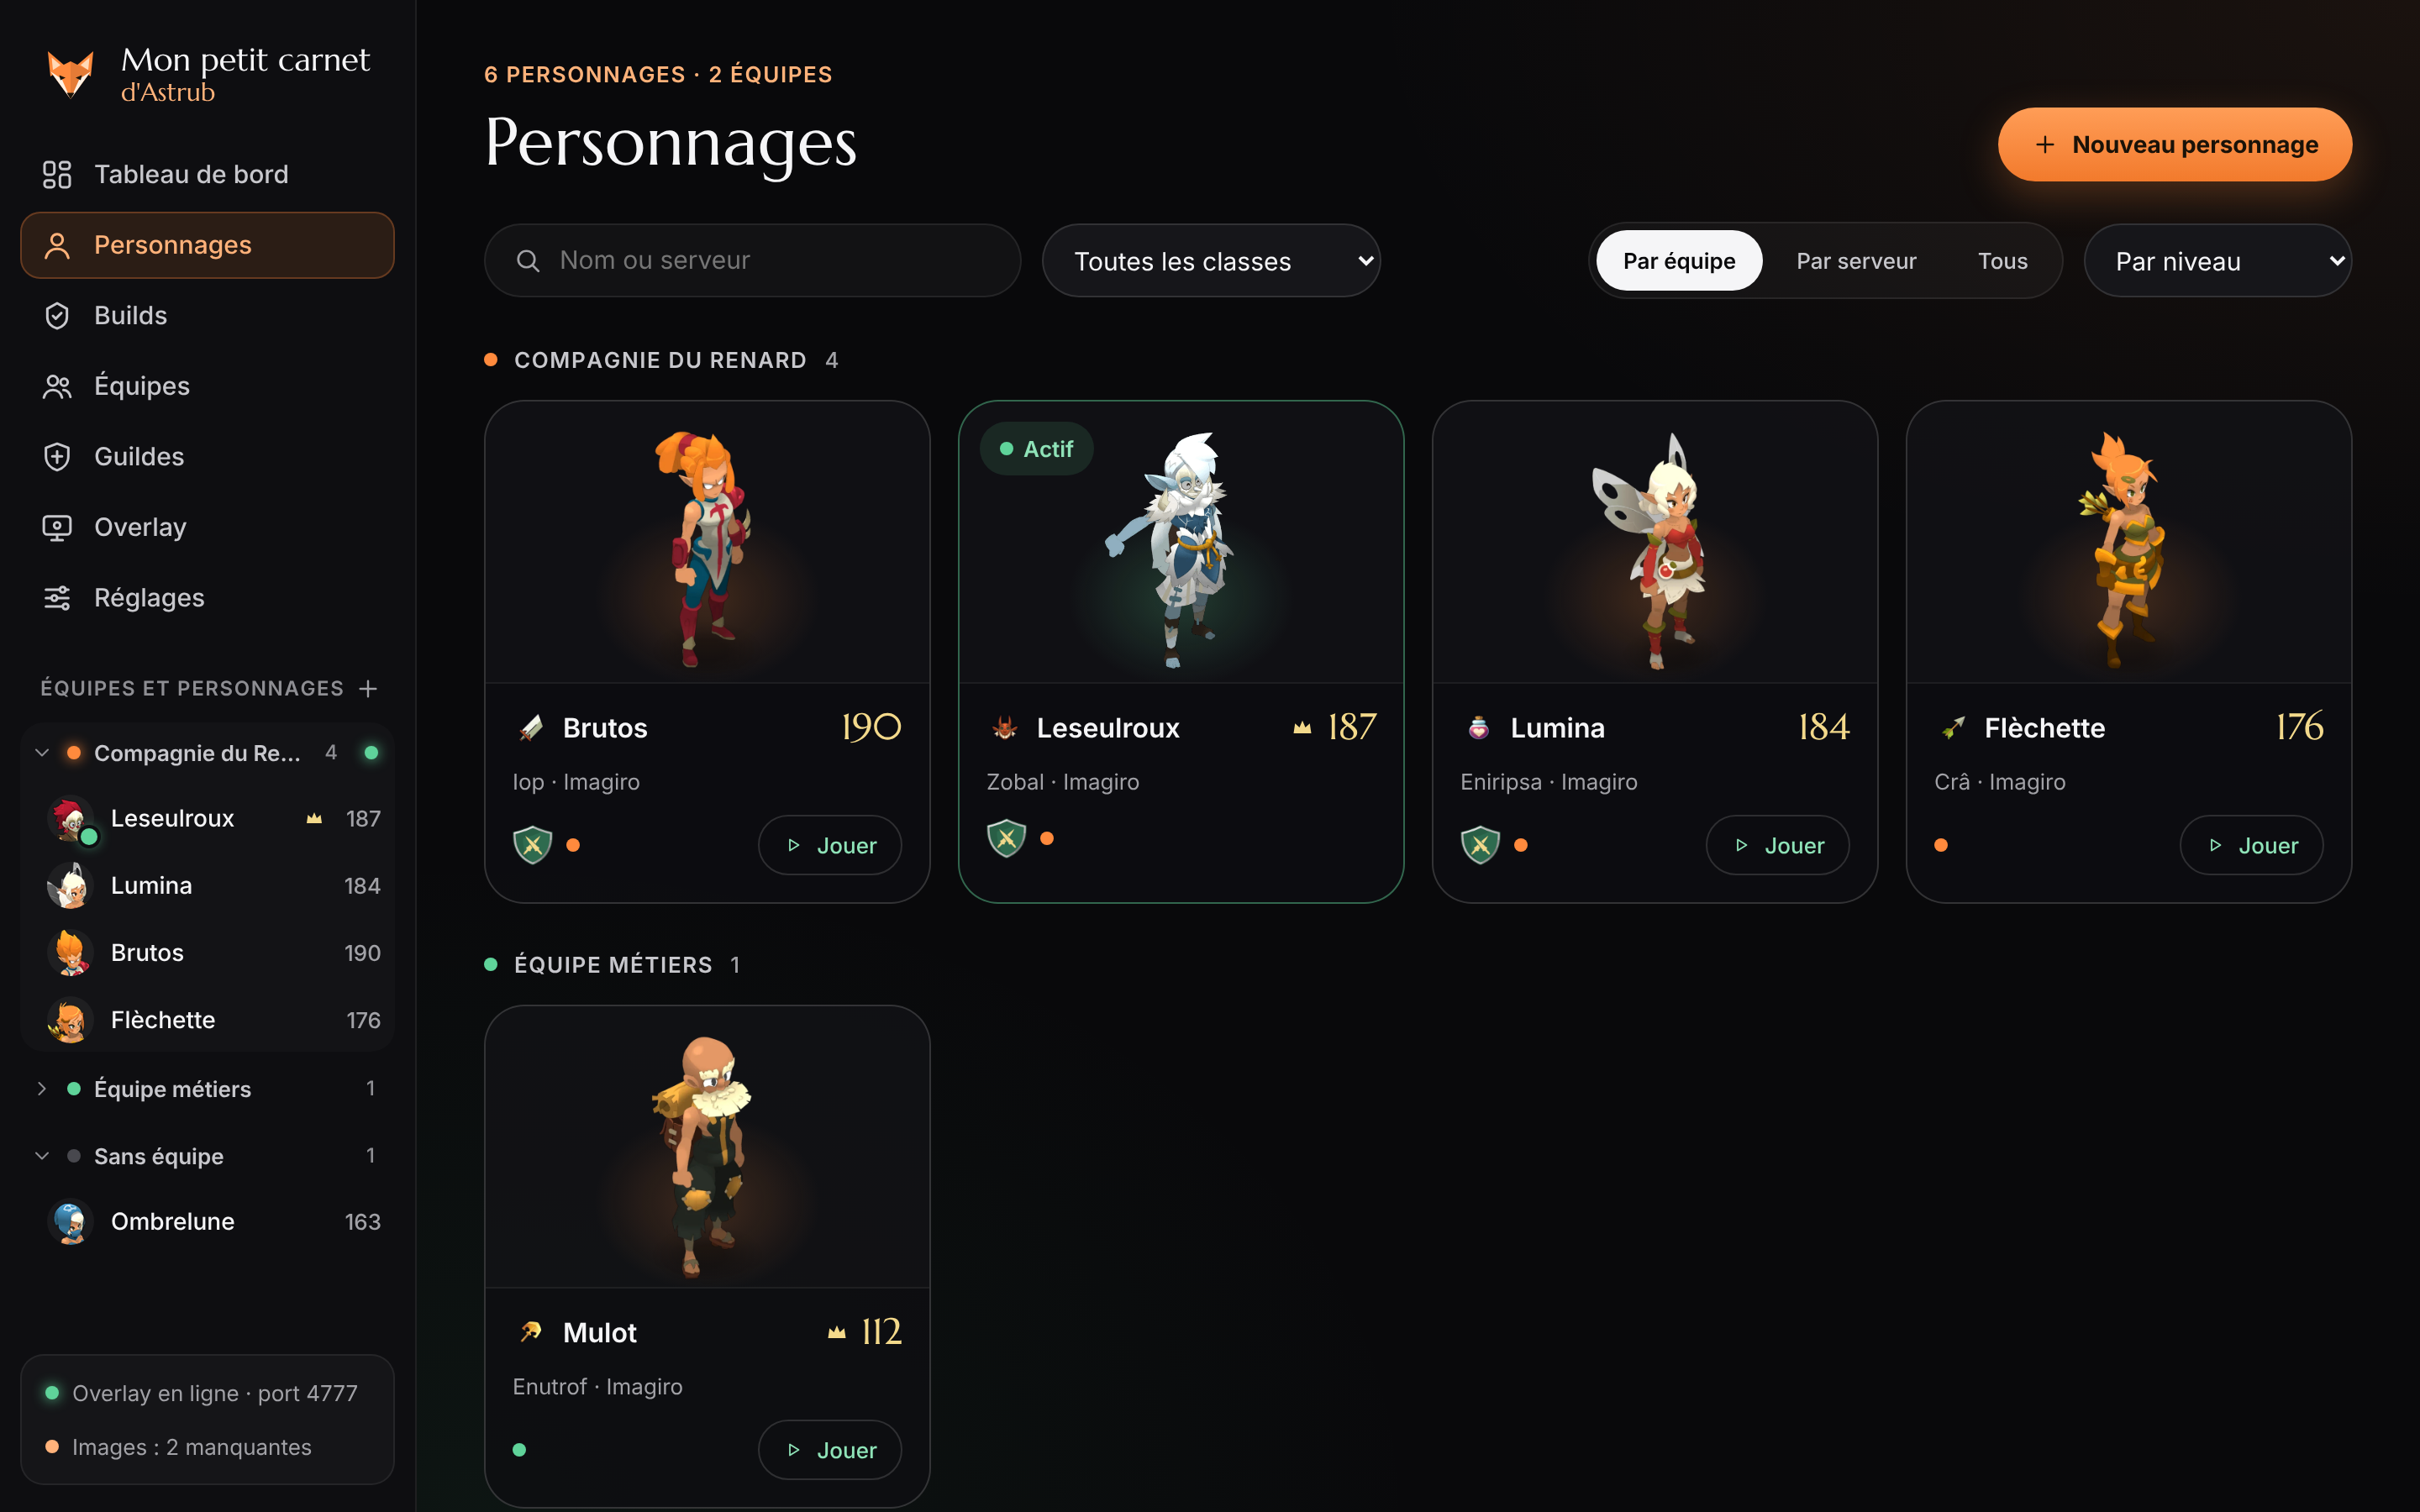 Mon petit carnet
d'Astrub
Tableau de bord
Personnages
Builds
Équipes
Guildes
Overlay
Réglages
ÉQUIPES ET PERSONNAGES
Compagnie du Re... 4
Leseulroux 187
Lumina 184
Brutos 190
Flèchette 176
Équipe métiers 1
Sans équipe 1
Ombrelune 163
Overlay en ligne · port 4777
Images : 2 manquantes
6 PERSONNAGES · 2 ÉQUIPES
Personnages
Nouveau personnage
Nom ou serveur
Toutes les classes
Par équipe
Par serveur
Tous
Par niveau
COMPAGNIE DU RENARD 4
Brutos 190
Iop · Imagiro
Jouer
Actif
Leseulroux 187
Zobal · Imagiro
Lumina 184
Eniripsa · Imagiro
Jouer
Flèchette 176
Crâ · Imagiro
Jouer
ÉQUIPE MÉTIERS 1
Mulot 112
Enutrof · Imagiro
Jouer